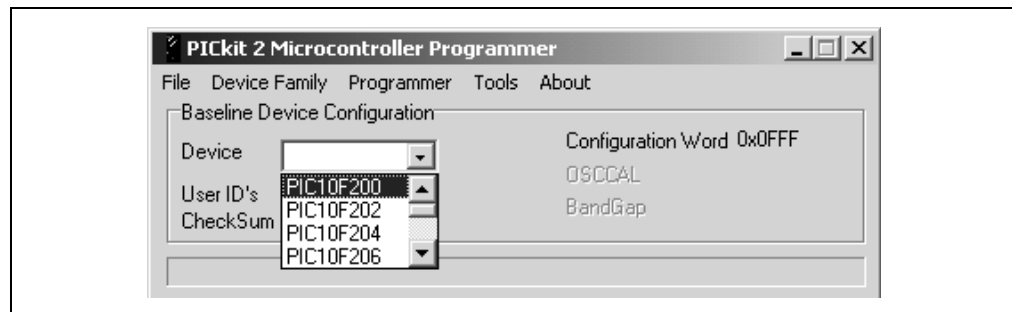 PICkit 2 Microcontroller Programmer
File Device Family Programmer Tools About
Baseline Device Configuration
Device
Configuration Word 0x0FFF
OSCCAL
User ID's
BandGap
CheckSum
PIC10F200
PIC10F202
PIC10F204
PIC10F206